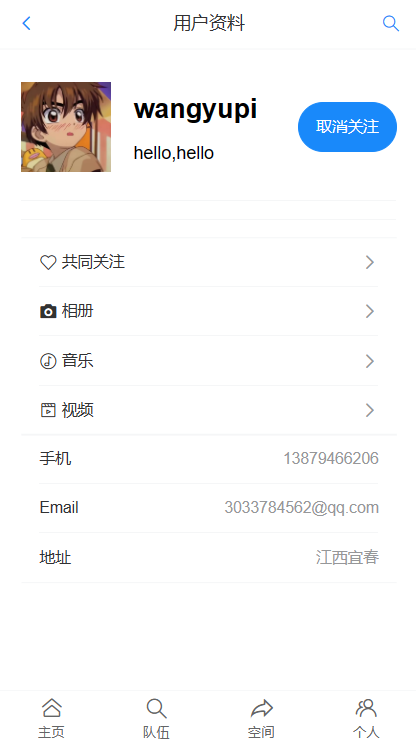 用户资料
wangyupi
hello,hello
取消关注
共同关注
相册
音乐
视频
手机 13879466206
Email 3033784562@qq.com
地址 江西宜春
主页 队伍 空间 个人